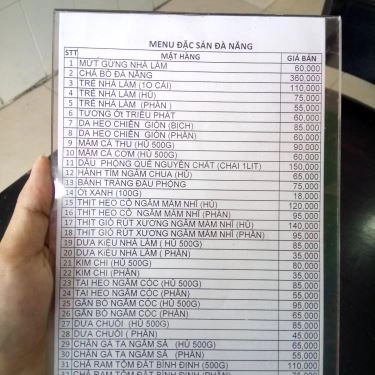 MENU ĐẶC SẢN ĐÀ NẴNG
STT MẶT HÀNG GIÁ BÁN
1 MỨT GỪNG NHÀ LÀM 60,000
2 CHẢ BÒ ĐÀ NẴNG 360,000
3 TRÉ NHÀ LÀM (1O CÁI) 110,000
4 TRÉ NHÀ LÀM (HŨ) 75,000
5 TRÉ NHÀ LÀM (PHẦN ) 55,000
6 TƯƠNG ỚT TRIỀU PHÁT 60,000
7 DA HEO CHIÊN GIÒN (BỊCH) 85,000
8 DA HEO CHIÊN GIÒN (PHẦN) 60,000
9 MẮM CÁ THU (HŨ 500G) 90,000
10 MẮM CÁ CƠM (HŨ 500G) 60,000
11 DẦU PHỘNG QUÊ NGUYÊN CHẤT (CHAI 1LIT) 150,000
12 HÀNH TÍM NGÂM CHUA (HŨ) 65,000
13 BÁNH TRÁNG ĐẬU PHỘNG 75,000
14 ỚT XANH (100G) 18,000
15 THỊT HEO CỎ NGÂM MẮM NHĨ (HŨ) 145,000
16 THỊT HEO CỎ NGÂM MẮM NHĨ (PHẦN) 95,000
17 THỊT GIÒ RÚT XƯƠNG NGÂM MẮM NHĨ (HŨ) 140,000
18 THỊT GIÒ RÚT XƯƠNG NGÂM MẮM NHĨ (PHẦN) 95,000
19 DƯA KIỆU NHÀ LÀM ( HŨ 500G) 85,000
20 DƯA KIỆU NHÀ LÀM (PHẦN ) 35,000
21 KIM CHI (HŨ 500G) 80,000
22 KIM CHI (PHẦN) 35,000
23 TAI HEO NGÂM CÓC (HŨ 500G) 85,000
24 TAI HEO NGÂM CÓC (PHẦN) 55,000
25 GÂN BÒ NGÂM CÓC (HŨ 500G) 95,000
26 GÂN BÒ NGÂM CÓC (PHẦN) 65,000
27 DƯA CHUỐI (HŨ 500G) 85,000
28 DƯA CHUỐI (PHẦN) 45,000
29 CHÂN GÀ TA NGÂM SẢ (HŨ 500G) 65,000
30 CHÂN GÀ TA NGÂM SẢ (PHẦN) 55,000
31 CHẢ RAM TÔM ĐẤT BÌNH ĐỊNH (500G) 110,000
CHẢ RAM TÔM ĐẤT BÌNH ĐỊNH (PHẦN)